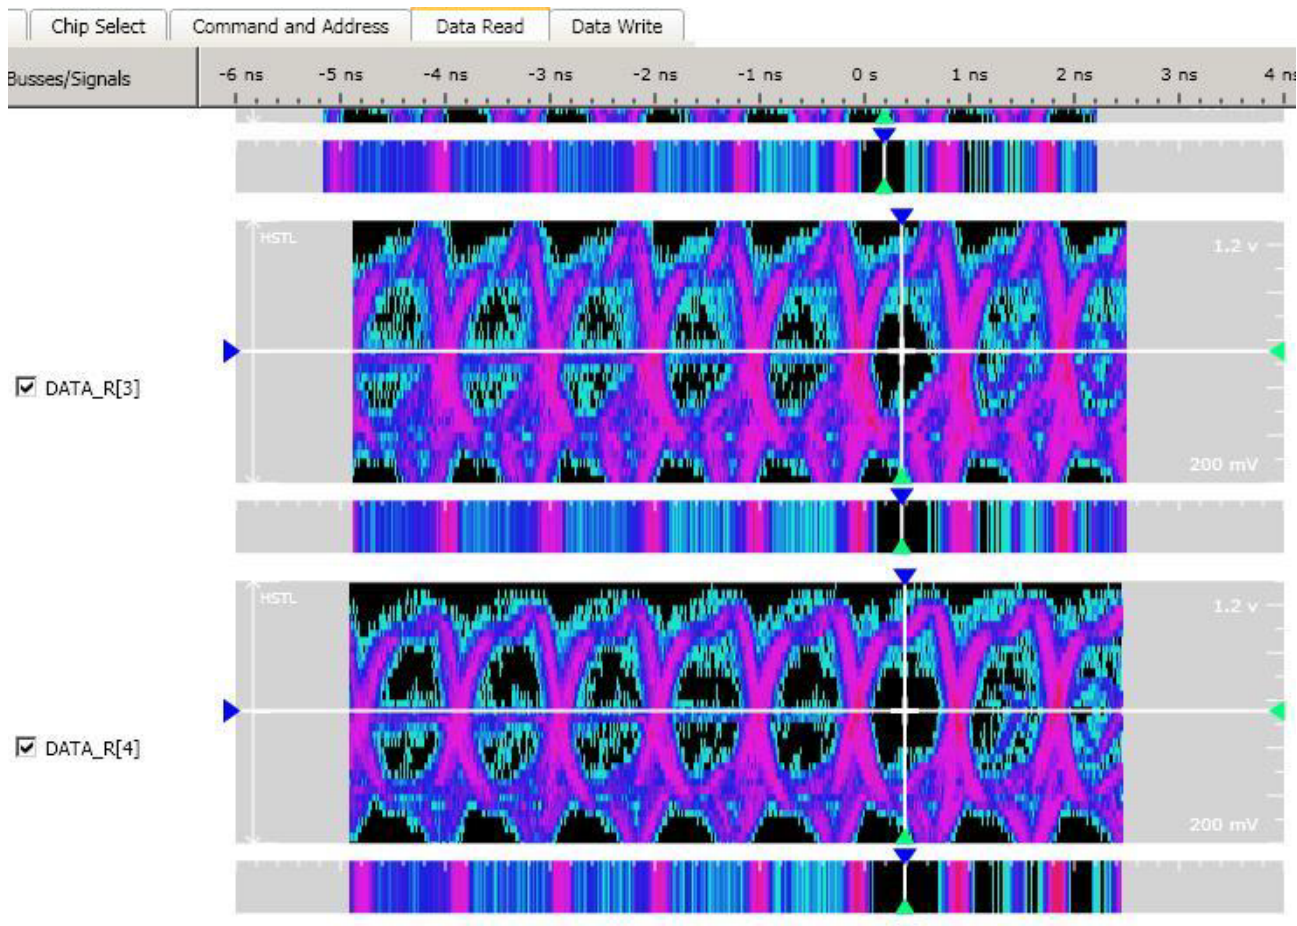 Chip Select Command and Address Data Read Data Write
Busses/Signals -6 ns -5 ns -4 ns -3 ns -2 ns -1 ns 0 s 1 ns 2 ns 3 ns 4 ns
HSTL 1.2 v
DATA_R[3]
200 mV
HSTL 1.2 v
DATA_R[4]
200 mV